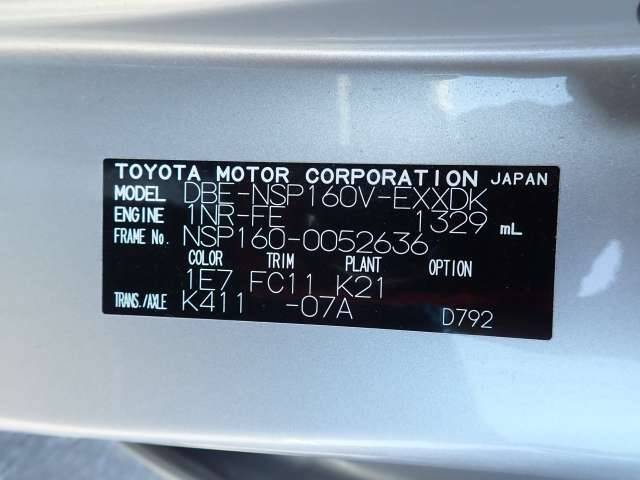 TOYOTA MOTOR CORPORATION JAPAN
MODEL DBE-NSP160V-EXXDK
ENGINE 1NR-FE 1329 mL
FRAME No. NSP160-0052636
COLOR TRIM PLANT OPTION
1E7 FC11 K21
TRANS./AXLE K411 -07A
D792